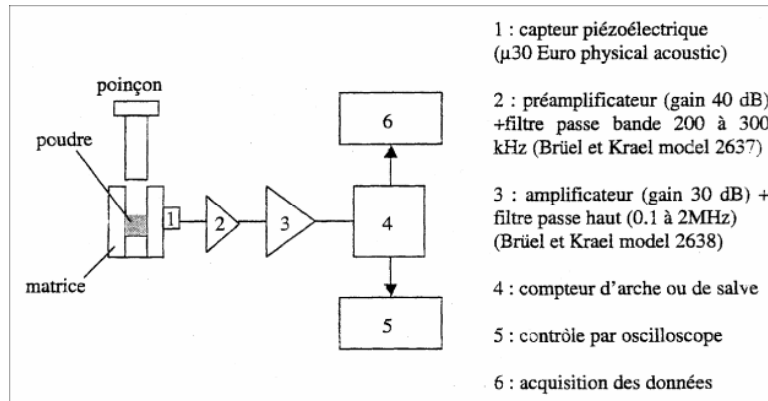 poinçon
poudre
matrice
1
2
3
4
6
5
1 : capteur piézoélectrique
(µ30 Euro physical acoustic)
2 : préamplificateur (gain 40 dB)
+filtre passe bande 200 à 300
kHz (Brüel et Krael model 2637)
3 : amplificateur (gain 30 dB) +
filtre passe haut (0.1 à 2MHz)
(Brüel et Krael model 2638)
4 : compteur d'arche ou de salve
5 : contrôle par oscilloscope
6 : acquisition des données